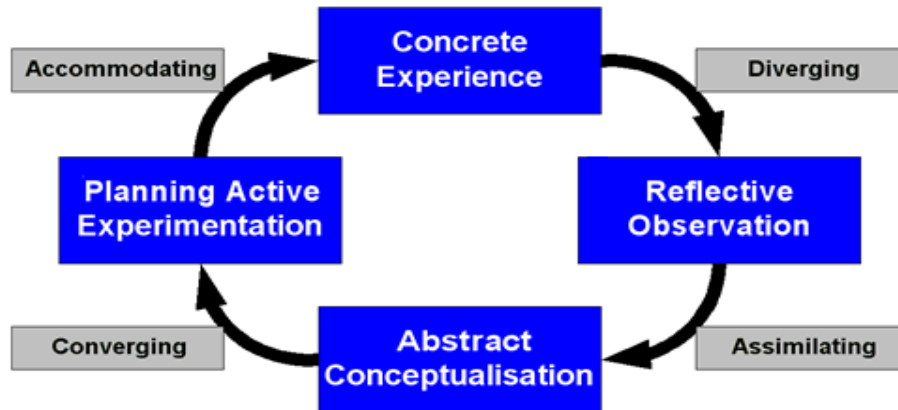 Concrete
Experience
Accommodating
Diverging
Planning Active
Experimentation
Reflective
Observation
Converging
Abstract
Conceptualisation
Assimilating